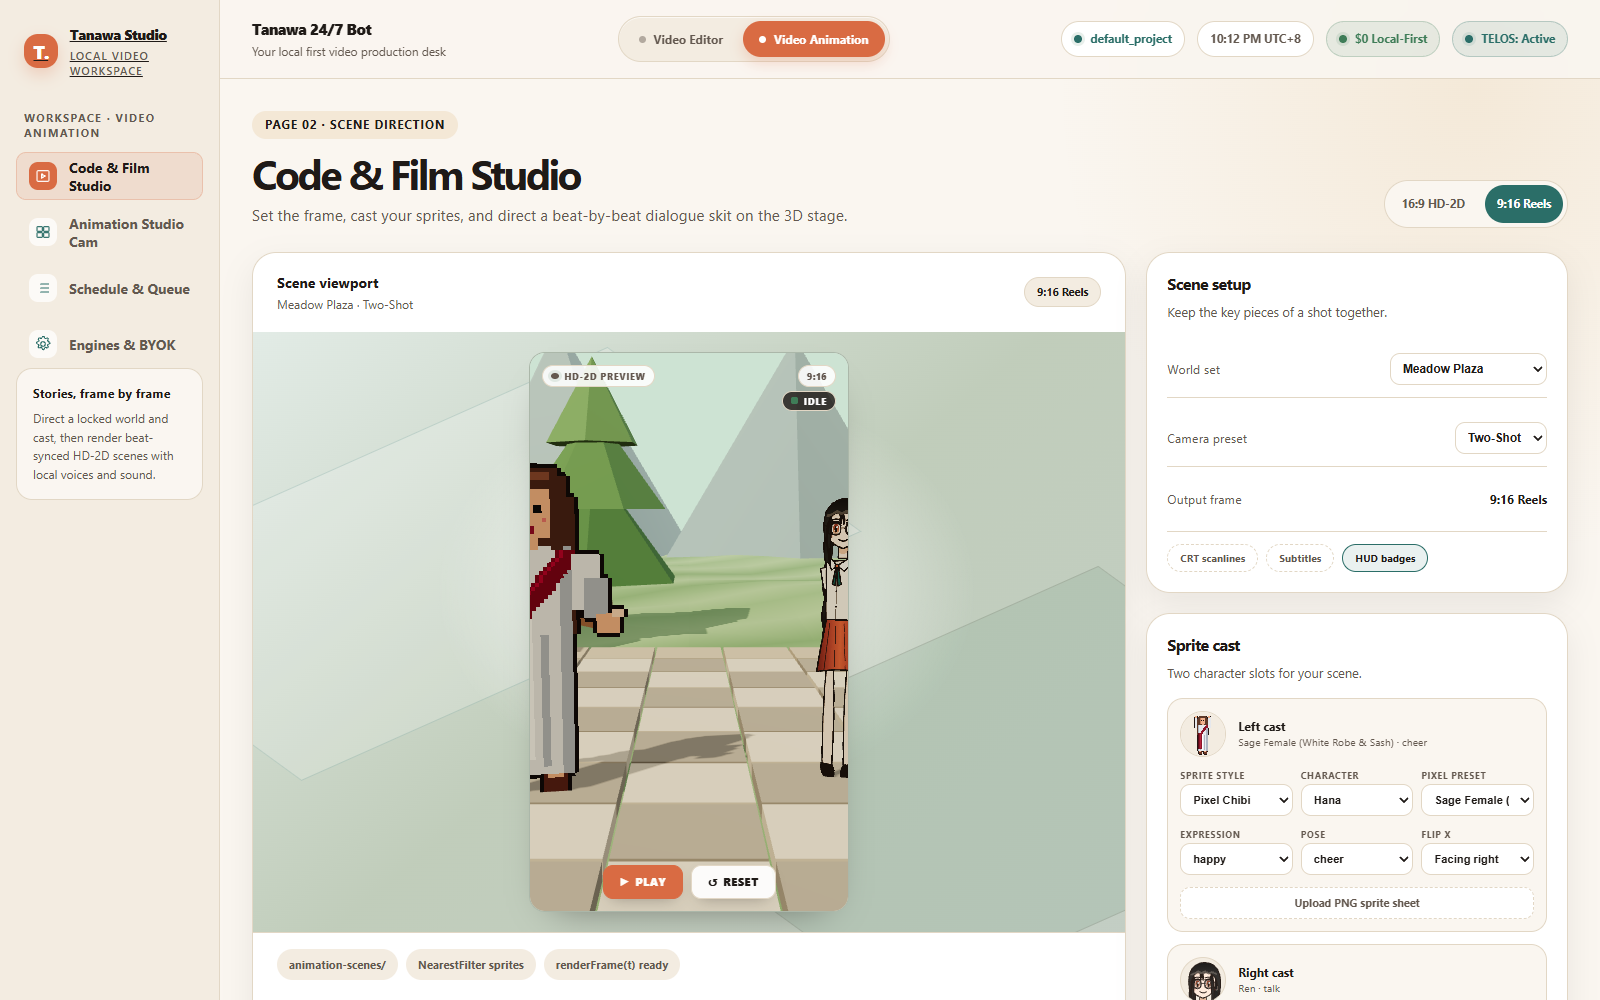 T.
Tanawa Studio
LOCAL VIDEO
WORKSPACE
WORKSPACE · VIDEO
ANIMATION
Code & Film
Studio
Animation Studio
Cam
Schedule & Queue
Engines & BYOK
Stories, frame by frame
Direct a locked world and
cast, then render beat-
synced HD-2D scenes with
local voices and sound.
Tanawa 24/7 Bot
Your local first video production desk
Video Editor
Video Animation
default_project
10:12 PM UTC+8
$0 Local-First
TELOS: Active
PAGE 02 · SCENE DIRECTION
Code & Film Studio
Set the frame, cast your sprites, and direct a beat-by-beat dialogue skit on the 3D stage.
16:9 HD-2D
9:16 Reels
Scene viewport
Meadow Plaza · Two-Shot
9:16 Reels
HD-2D PREVIEW
9:16
IDLE
▶ PLAY
↺ RESET
animation-scenes/
NearestFilter sprites
renderFrame(t) ready
Scene setup
Keep the key pieces of a shot together.
World set
Meadow Plaza
Camera preset
Two-Shot
Output frame
9:16 Reels
CRT scanlines
Subtitles
HUD badges
Sprite cast
Two character slots for your scene.
Left cast
Sage Female (White Robe & Sash) · cheer
SPRITE STYLE
CHARACTER
PIXEL PRESET
Pixel Chibi
Hana
Sage Female (
EXPRESSION
POSE
FLIP X
happy
cheer
Facing right
Upload PNG sprite sheet
Right cast
Ren · talk